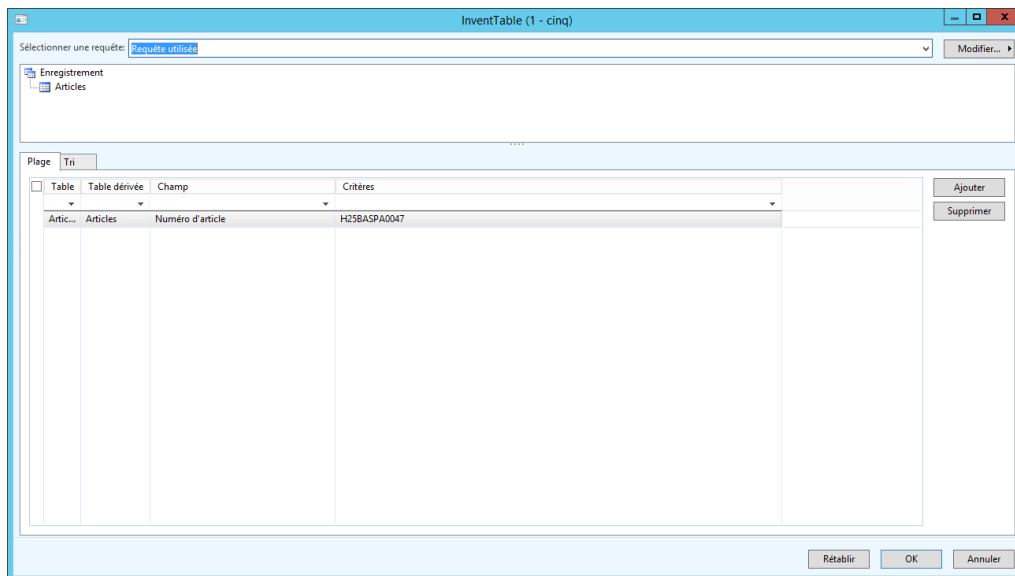 InventTable (1 - cinq)
Sélectionner une requête: Requête utilisée
Modifier...
Enregistrement
Articles
Plage Tri
Table Table dérivée Champ Critères
Ajouter
Supprimer
Artic... Articles Numéro d'article H25BASPA0047
Rétablir OK Annuler